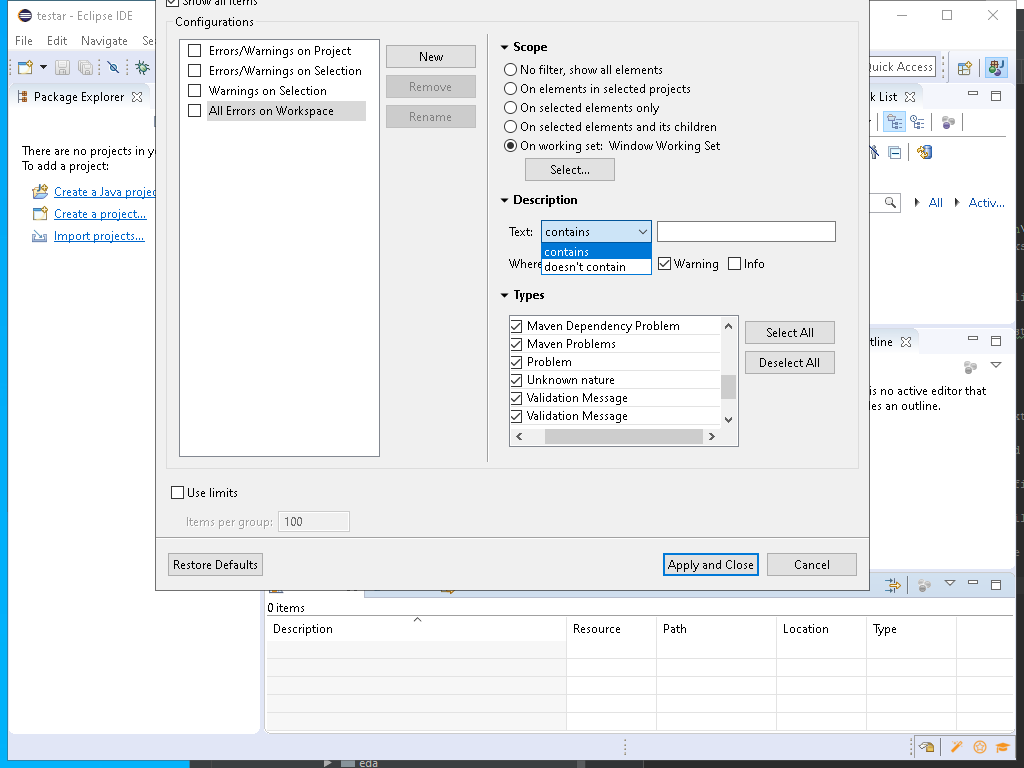 testar - Eclipse IDE
Show all items
File Edit Navigate
Configurations
Quick Access
Package Explorer
Errors/Warnings on Project
Errors/Warnings on Selection
Warnings on Selection
All Errors on Workspace
New
Remove
Rename
Scope
No filter, show all elements
On elements in selected projects
On selected elements only
On selected elements and its children
On working set: Window Working Set
Select...
List
There are no projects in
To add a project:
Create a Java
Create a project...
Import projects...
All
Activ...
Description
Text: contains
contains
doesn't contain
Where
Warning
Info
Types
Maven Dependency Problem
Maven Problems
Problem
Unknown nature
Validation Message
Validation Message
Select All
Deselect All
is no active editor that
an outline.
Use limits
Items per group: 100
Restore Defaults
Apply and Close
Cancel
0 items
Description Resource Path Location Type
eda